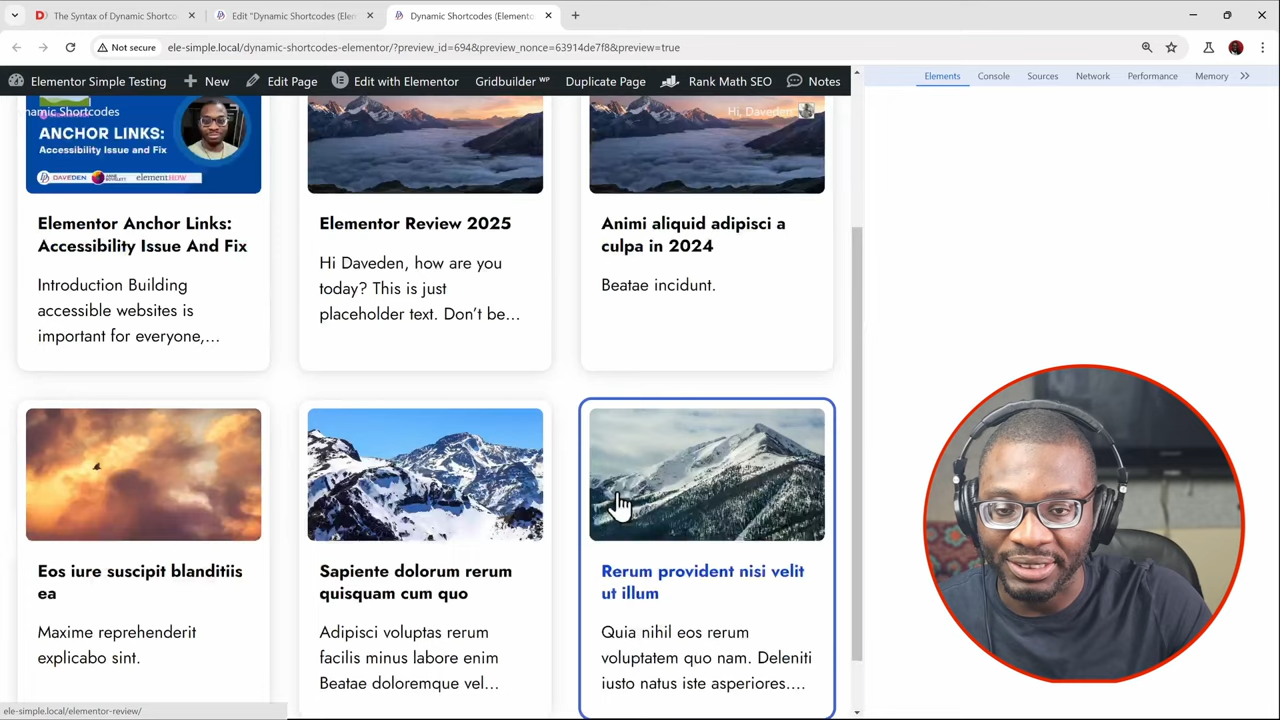 The Syntax of Dynamic Shortco
Edit "Dynamic Shortcodes (Elem
Dynamic Shortcodes (Elemento
Not secure
ele-simple.local/dynamic-shortcodes-elementor/?preview_id=694&preview_nonce=63914de7f8&preview=true
Elementor Simple Testing
New
Edit Page
Edit with Elementor
Gridbuilder WP
Duplicate Page
Rank Math SEO
Notes
Elements
Console
Sources
Network
Performance
Memory
namic Shortcodes
Hi, Daveden
ANCHOR LINKS:
Accessibility Issue and Fix
DAVEDEN
element.HOW
Elementor Anchor Links:
Accessibility Issue And Fix
Introduction Building
accessible websites is
important for everyone,...
Elementor Review 2025
Hi Daveden, how are you
today? This is just
placeholder text. Don't be...
Animi aliquid adipisci a
culpa in 2024
Beatae incidunt.
Eos iure suscipit blanditiis
ea
Maxime reprehenderit
explicabo sint.
Sapiente dolorum rerum
quisquam cum quo
Adipisci voluptas rerum
facilis minus labore enim
Beatae doloremque vel...
Rerum provident nisi velit
ut illum
Quia nihil eos rerum
voluptatem quo nam. Deleniti
iusto natus iste asperiores....
ele-simple.local/elementor-review/